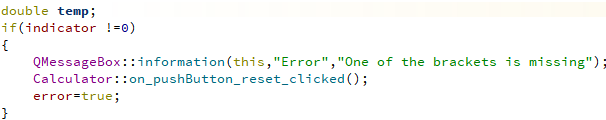 double temp;
if(indicator !=0)
{
    QMessageBox::information(this,"Error","One of the brackets is missing");
    Calculator::on_pushButton_reset_clicked();
    error=true;
}